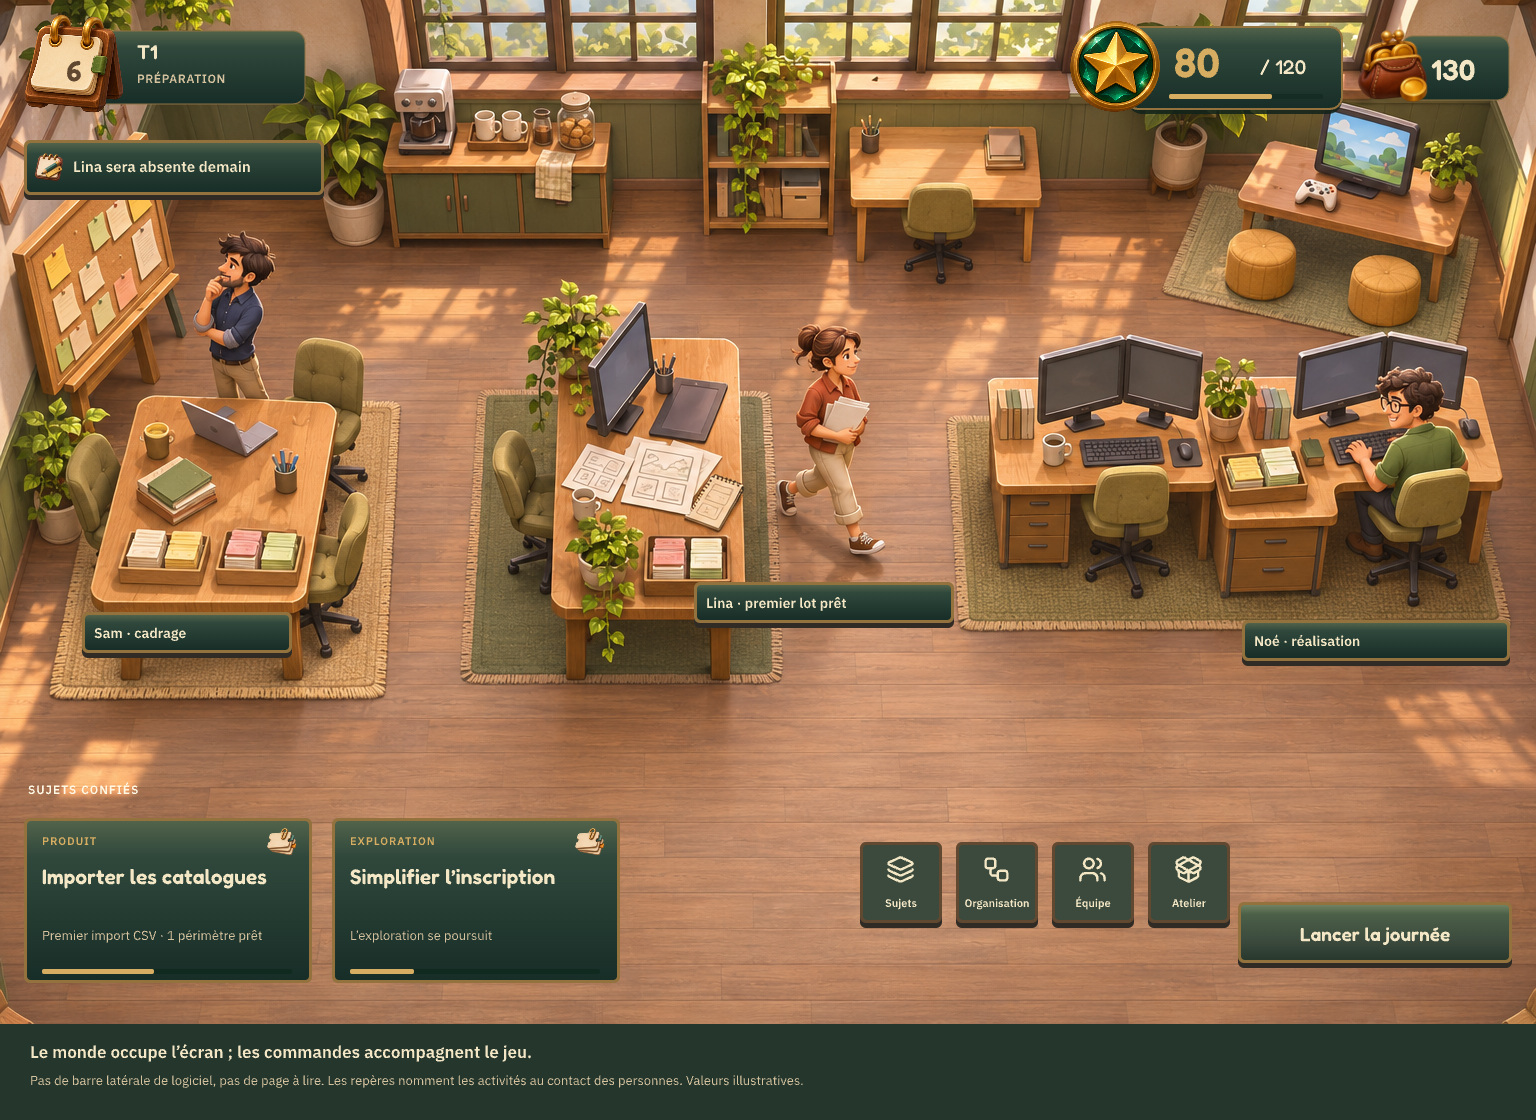 6
T1
PRÉPARATION
80 / 120
130
Lina sera absente demain
Lina · premier lot prêt
Sam · cadrage
Noé · réalisation
SUJETS CONFIÉS
PRODUIT
Importer les catalogues
Premier import CSV · 1 périmètre prêt
EXPLORATION
Simplifier l’inscription
L’exploration se poursuit
Sujets
Organisation
Équipe
Atelier
Lancer la journée
Le monde occupe l’écran ; les commandes accompagnent le jeu.
Pas de barre latérale de logiciel, pas de page à lire. Les repères nomment les activités au contact des personnes. Valeurs illustratives.